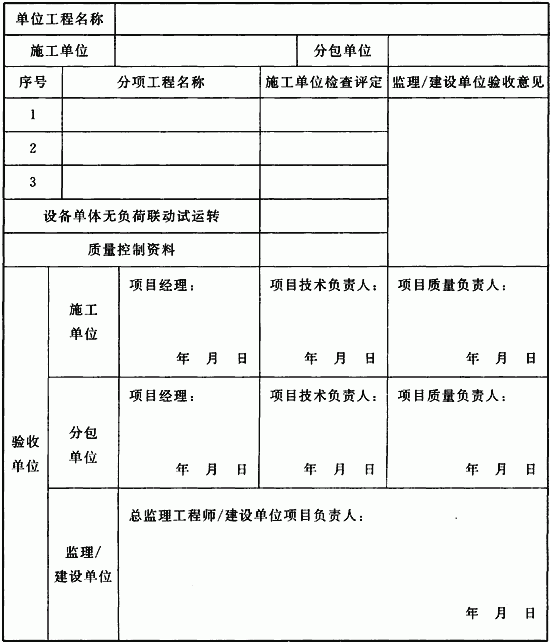 单位工程名称
施工单位 分包单位
序号 分项工程名称 施工单位检查评定 监理/建设单位验收意见
1
2
3
设备单体无负荷联动试运转
质量控制资料
验收单位
施工单位
项目经理: 项目技术负责人: 项目质量负责人:
年 月 日 年 月 日 年 月 日
分包单位
项目经理: 项目技术负责人: 项目质量负责人:
年 月 日 年 月 日 年 月 日
监理/建设单位
总监理工程师/建设单位项目负责人:
年 月 日